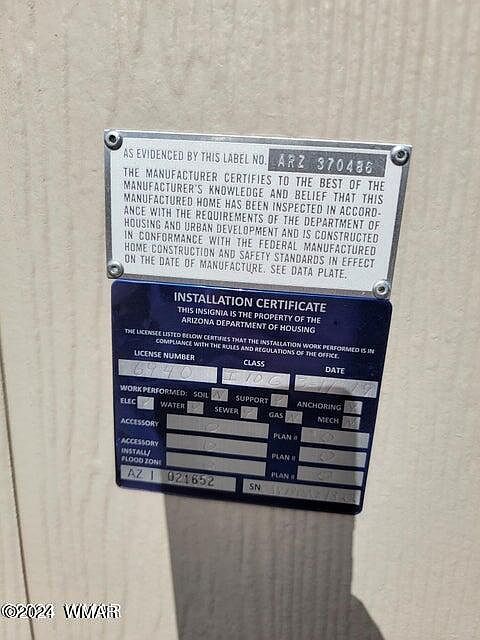 AS EVIDENCED BY THIS LABEL NO. ARZ 370486
THE MANUFACTURER CERTIFIES TO THE BEST OF THE
MANUFACTURER'S KNOWLEDGE AND BELIEF THAT THIS
MANUFACTURED HOME HAS BEEN INSPECTED IN ACCORD-
ANCE WITH THE REQUIREMENTS OF THE DEPARTMENT OF
HOUSING AND URBAN DEVELOPMENT AND IS CONSTRUCTED
IN CONFORMANCE WITH THE FEDERAL MANUFACTURED
HOME CONSTRUCTION AND SAFETY STANDARDS IN EFFECT
ON THE DATE OF MANUFACTURE. SEE DATA PLATE.
INSTALLATION CERTIFICATE
THIS INSIGNIA IS THE PROPERTY OF THE
ARIZONA DEPARTMENT OF HOUSING
THE LICENSEE LISTED BELOW CERTIFIES THAT THE INSTALLATION WORK PERFORMED IS IN
COMPLIANCE WITH THE RULES AND REGULATIONS OF THE OFFICE.
LICENSE NUMBER CLASS DATE
WORK PERFORMED: SOIL SUPPORT ANCHORING
ELEC WATER SEWER GAS MECH
ACCESSORY PLAN #
ACCESSORY PLAN #
INSTALL/
FLOOD ZONE PLAN #
AZ I 021652 SN
©2024 WMAR